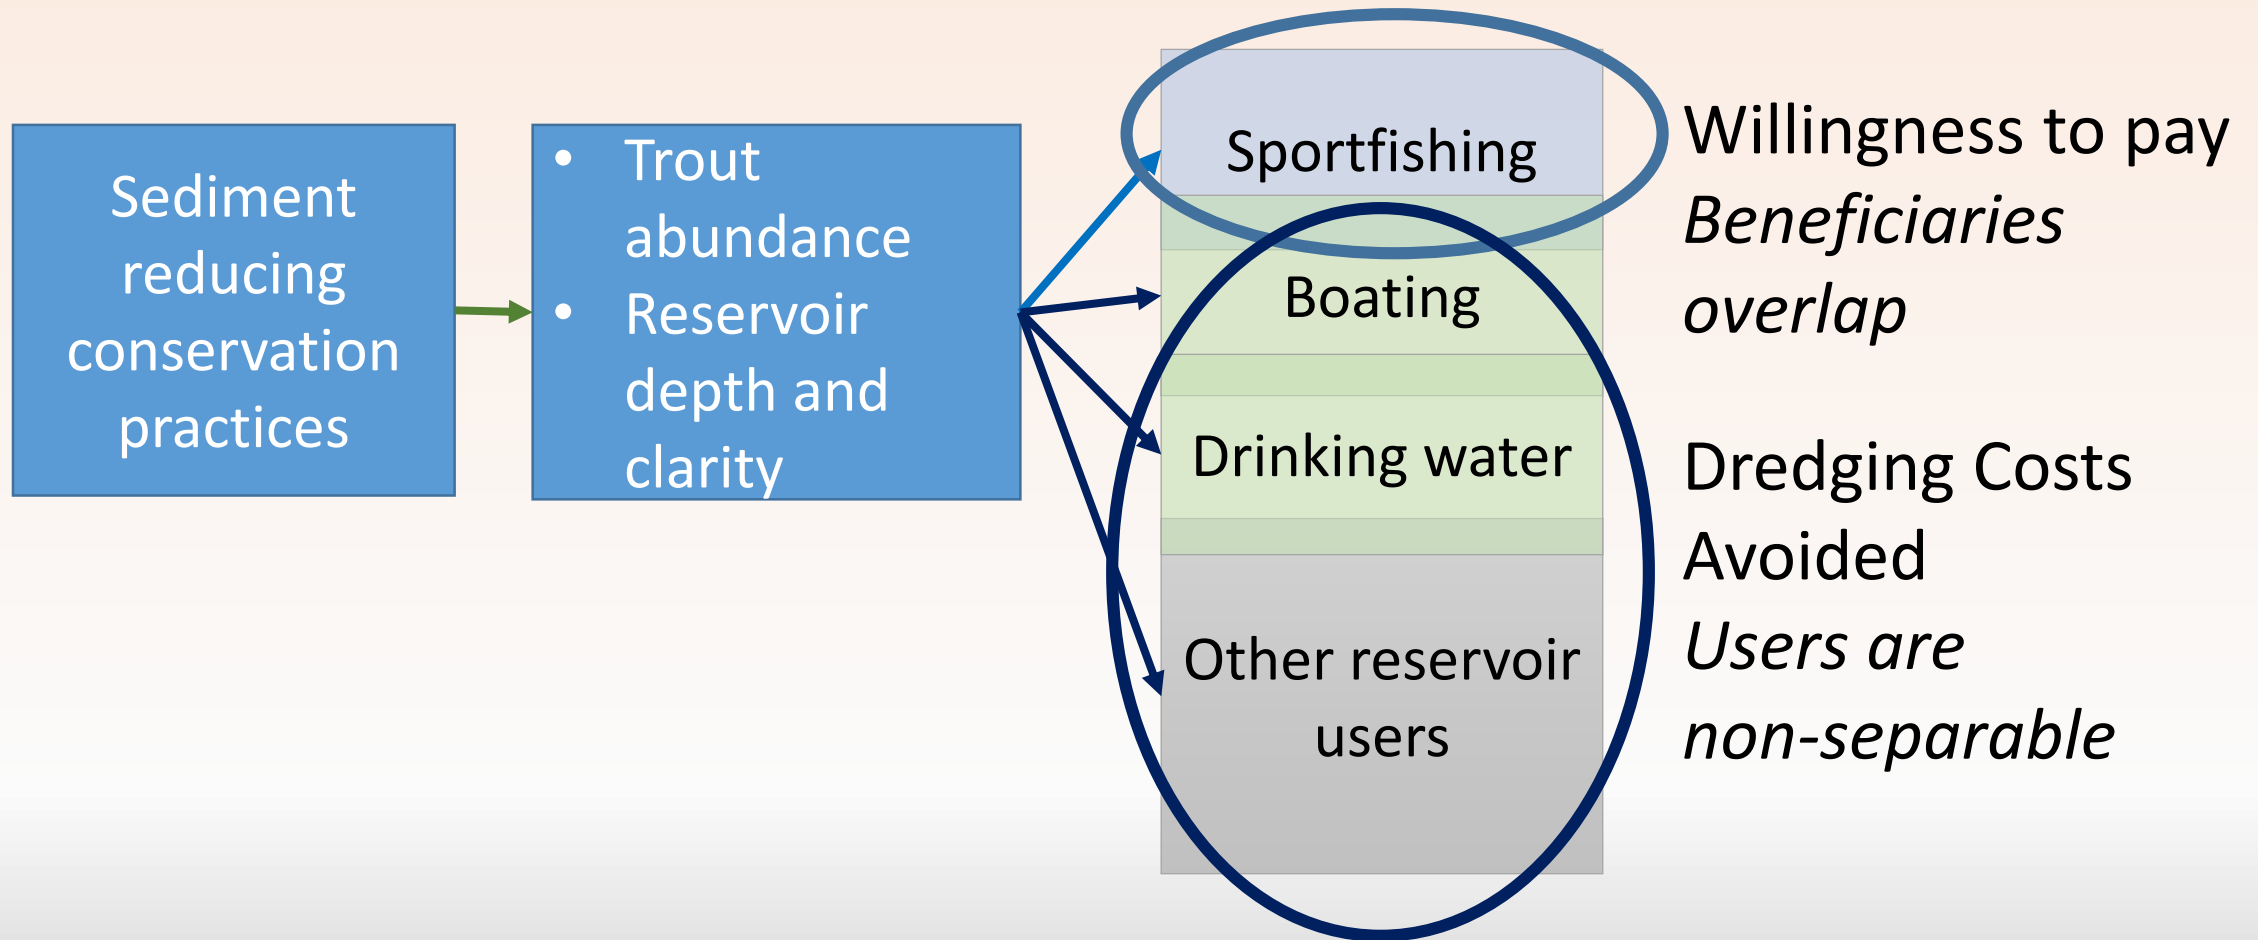 Sediment
reducing
conservation
practices
• Trout
abundance
• Reservoir
depth and
clarity
Sportfishing
Boating
Drinking water
Other reservoir
users
Willingness to pay
Beneficiaries
overlap
Dredging Costs
Avoided
Users are
non-separable